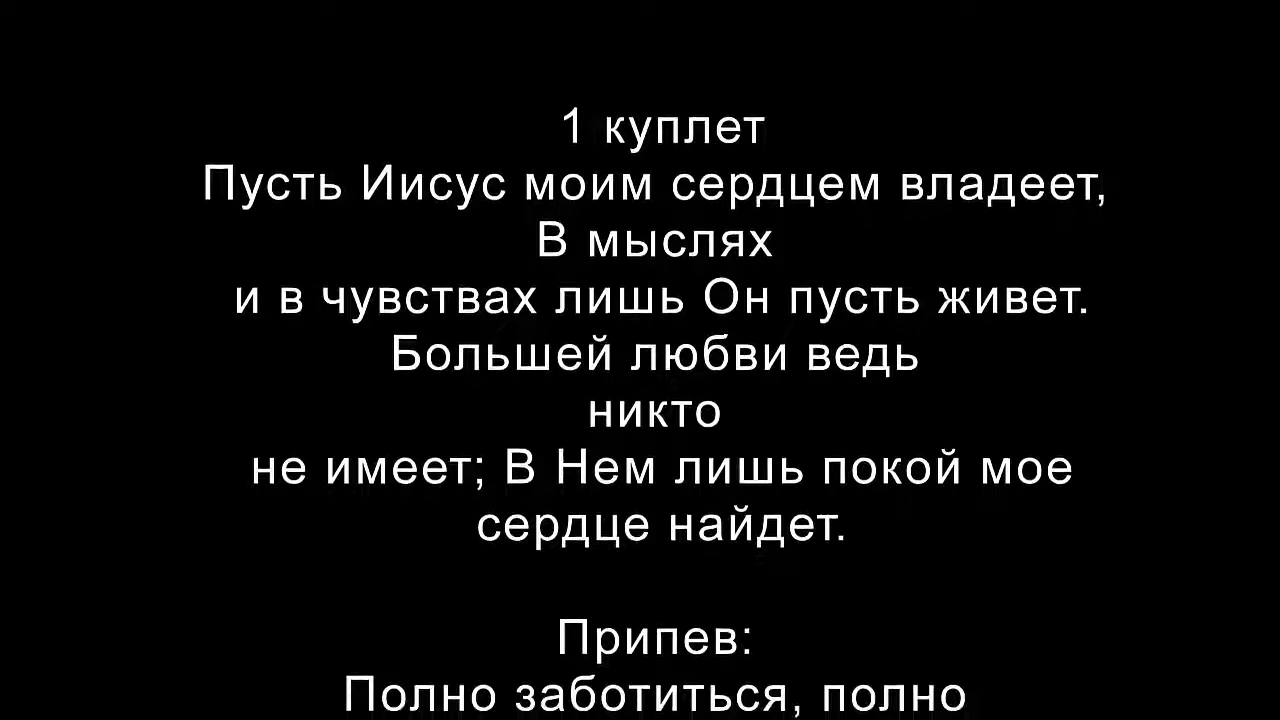 1 куплет
Пусть Иисус моим сердцем владеет,
В мыслях
и в чувствах лишь Он пусть живет.
Большей любви ведь
никто
не имеет; В Нем лишь покой мое
сердце найдет.
Припев:
Полно заботиться, полно